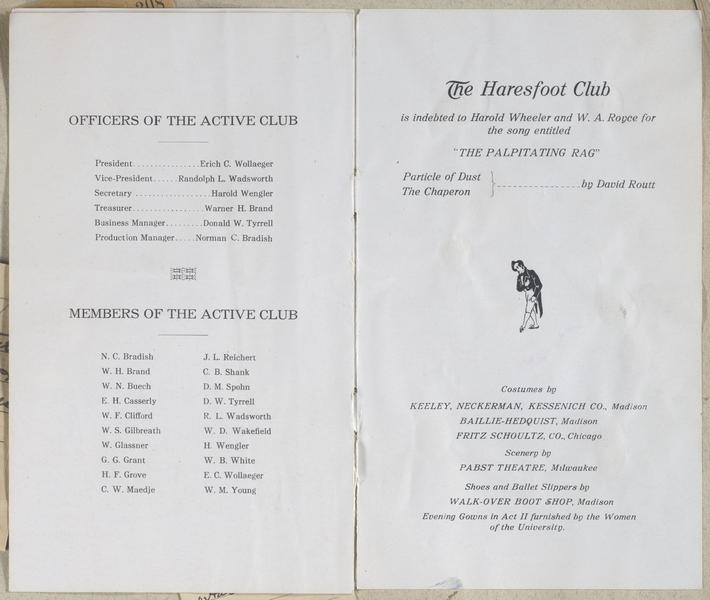 OFFICERS OF THE ACTIVE CLUB
President...............Erich C. Wollaeger
Vice-President......Randolph L. Wadsworth
Secretary .................Harold Wengler
Treasurer................Warner H. Brand
Business Manager........Donald W. Tyrrell
Production Manager.....Norman C. Bradish
MEMBERS OF THE ACTIVE CLUB
N. C. Bradish
W. H. Brand
W. N. Buech
E. H. Casserly
W. F. Clifford
W. S. Gilbreath
W. Glassner
G. G. Grant
H. F. Grove
C. W. Maedje
J. L. Reichert
C. B. Shank
D. M. Spohn
D. W. Tyrrell
R. L. Wadsworth
W. D. Wakefield
H. Wengler
W. B. White
E. C. Wollaeger
W. M. Young
The Haresfoot Club
is indebted to Harold Wheeler and W. A. Royce for
the song entitled
"THE PALPITATING RAG"
Particle of Dust
The Chaperon
by David Routt
Costumes by
KEELEY, NECKERMAN, KESSENICH CO., Madison
BAILLIE-HEDQUIST, Madison
FRITZ SCHOULTZ, CO., Chicago
Scenery by
PABST THEATRE, Milwaukee
Shoes and Ballet Slippers by
WALK-OVER BOOT SHOP, Madison
Evening Gowns in Act II furnished by the Women
of the University.